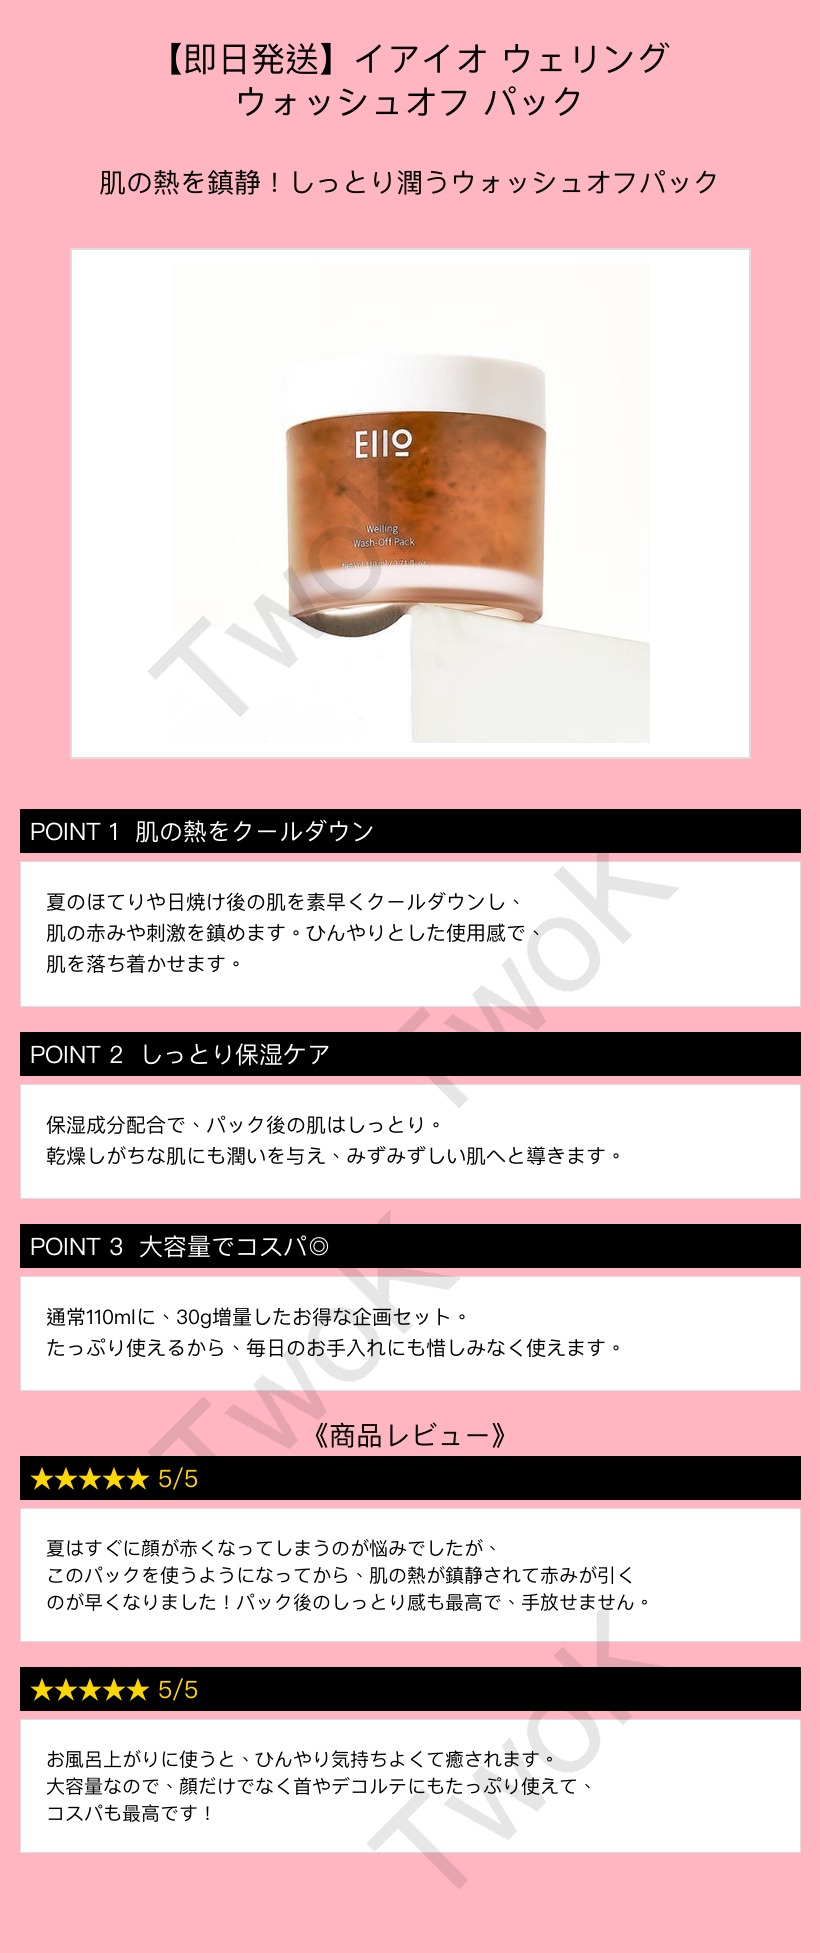 【即日発送】イアイオ ウェリング
ウォッシュオフ パック
肌の熱を鎮静！しっとり潤うウォッシュオフパック
EIIO
Welling
Wash-Off Pack
Net vol. 110 ml / 3.71 fl. oz
Twok
POINT 1 肌の熱をクールダウン
夏のほてりや日焼け後の肌を素早くクールダウンし、
肌の赤みや刺激を鎮めます。ひんやりとした使用感で、
肌を落ち着かせます。
Twok
POINT 2 しっとり保湿ケア
保湿成分配合で、パック後の肌はしっとり。
乾燥しがちな肌にも潤いを与え、みずみずしい肌へと導きます。
POINT 3 大容量でコスパ◎
通常110mlに、30g増量したお得な企画セット。
たっぷり使えるから、毎日のお手入れにも惜しみなく使えます。
Twok
《商品レビュー》
★★★★★ 5/5
夏はすぐに顔が赤くなってしまうのが悩みでしたが、
このパックを使うようになってから、肌の熱が鎮静されて赤みが引く
のが早くなりました！パック後のしっとり感も最高で、手放せません。
★★★★★ 5/5
お風呂上がりに使うと、ひんやり気持ちよくて癒されます。
大容量なので、顔だけでなく首やデコルテにもたっぷり使えて、
コスパも最高です！
Twok